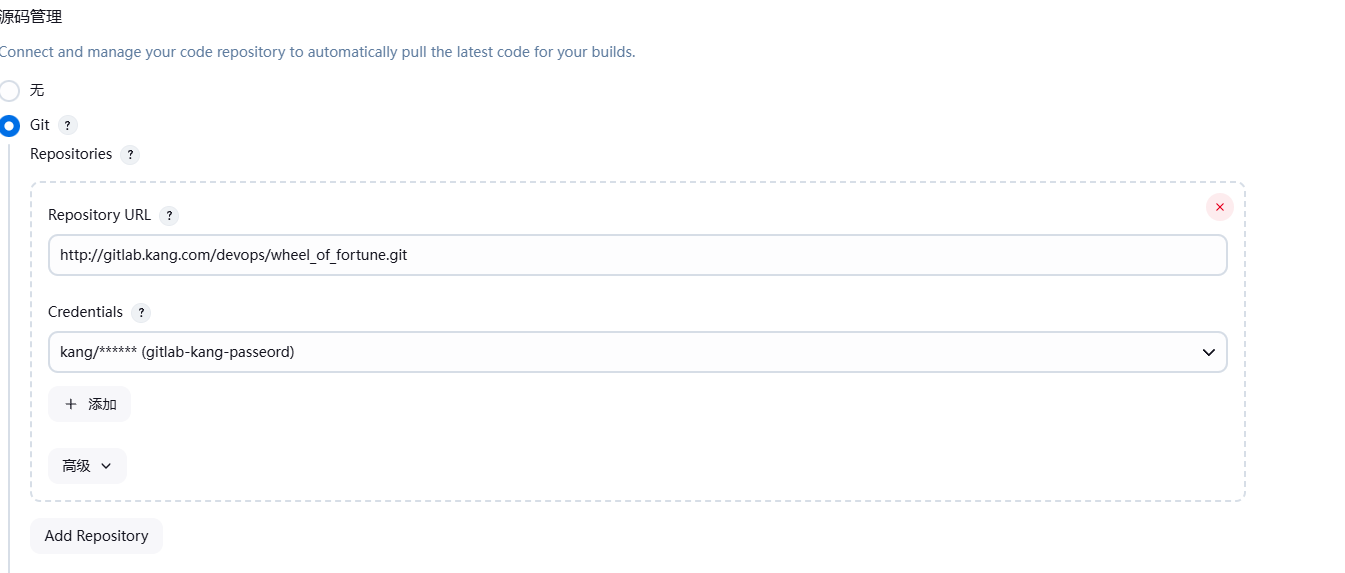 源码管理
Connect and manage your code repository to automatically pull the latest code for your builds.
无
Git ?
Repositories ?
Repository URL ?
http://gitlab.kang.com/devops/wheel_of_fortune.git
Credentials ?
kang/****** (gitlab-kang-passeord)
+ 添加
高级
Add Repository